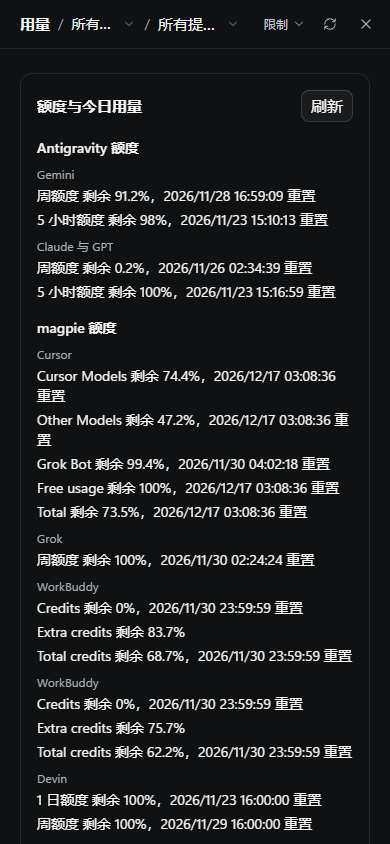 用量 / 所有... / 所有提... 限制
额度与今日用量 刷新
Antigravity 额度
Gemini
周额度 剩余 91.2%，2026/11/28 16:59:09 重置
5 小时额度 剩余 98%，2026/11/23 15:10:13 重置
Claude 与 GPT
周额度 剩余 0.2%，2026/11/26 02:34:39 重置
5 小时额度 剩余 100%，2026/11/23 15:16:59 重置
magpie 额度
Cursor
Cursor Models 剩余 74.4%，2026/12/17 03:08:36
重置
Other Models 剩余 47.2%，2026/12/17 03:08:36 重
置
Grok Bot 剩余 99.4%，2026/11/30 04:02:18 重置
Free usage 剩余 100%，2026/12/17 03:08:36 重置
Total 剩余 73.5%，2026/12/17 03:08:36 重置
Grok
周额度 剩余 100%，2026/11/30 02:24:24 重置
WorkBuddy
Credits 剩余 0%，2026/11/30 23:59:59 重置
Extra credits 剩余 83.7%
Total credits 剩余 68.7%，2026/11/30 23:59:59 重置
WorkBuddy
Credits 剩余 0%，2026/11/30 23:59:59 重置
Extra credits 剩余 75.7%
Total credits 剩余 62.2%，2026/11/30 23:59:59 重置
Devin
1 日额度 剩余 100%，2026/11/23 16:00:00 重置
周额度 剩余 100%，2026/11/29 16:00:00 重置